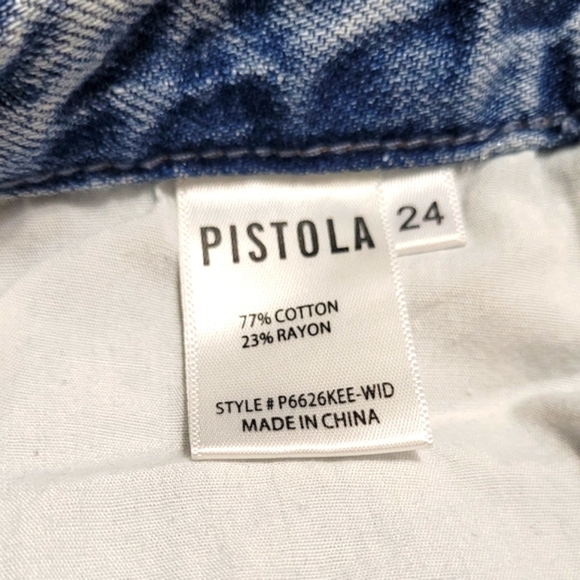 PISTOLA
24
77% COTTON
23% RAYON
STYLE # P6626KEE-WID
MADE IN CHINA